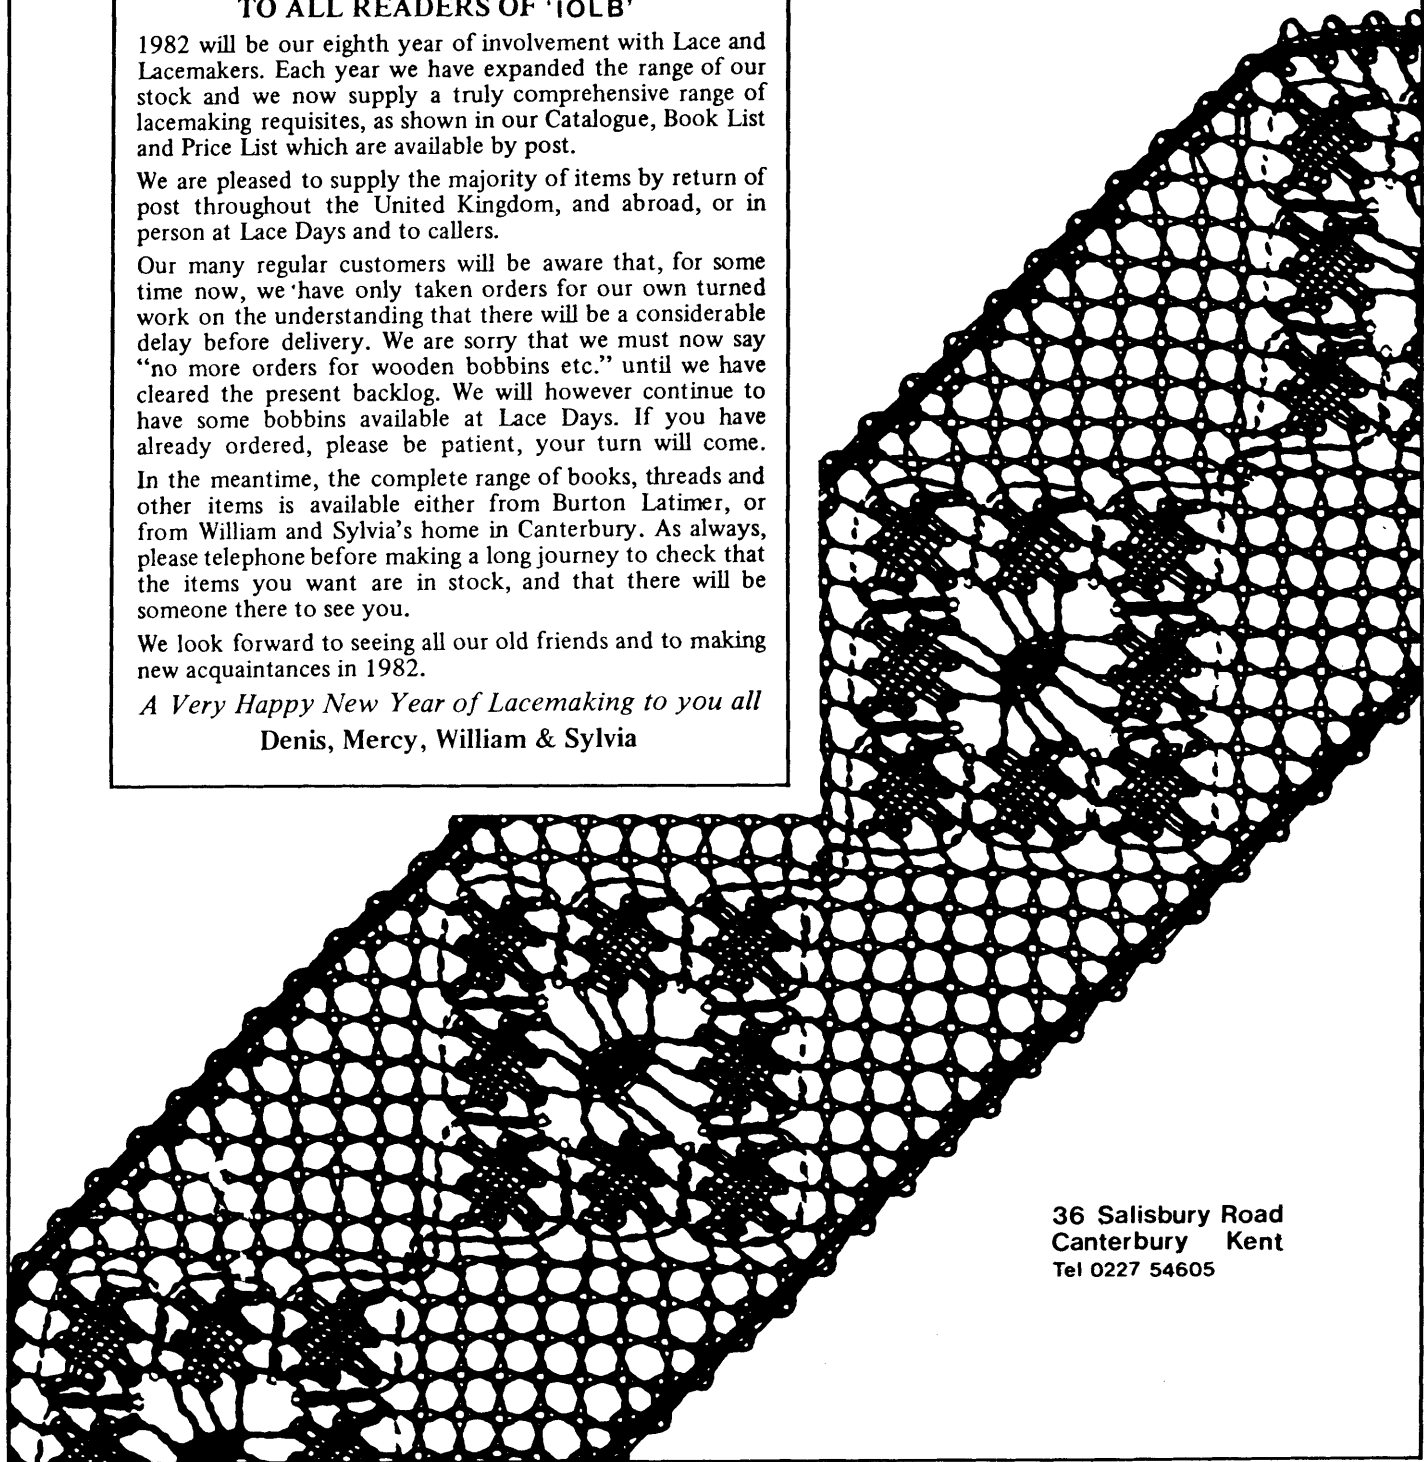 TO ALL READERS OF 'IOLB'
1982 will be our eighth year of involvement with Lace and
Lacemakers. Each year we have expanded the range of our
stock and we now supply a truly comprehensive range of
lacemaking requisites, as shown in our Catalogue, Book List
and Price List which are available by post.
We are pleased to supply the majority of items by return of
post throughout the United Kingdom, and abroad, or in
person at Lace Days and to callers.
Our many regular customers will be aware that, for some
time now, we 'have only taken orders for our own turned
work on the understanding that there will be a considerable
delay before delivery. We are sorry that we must now say
“no more orders for wooden bobbins etc.” until we have
cleared the present backlog. We will however continue to
have some bobbins available at Lace Days. If you have
already ordered, please be patient, your turn will come.
In the meantime, the complete range of books, threads and
other items is available either from Burton Latimer, or
from William and Sylvia's home in Canterbury. As always,
please telephone before making a long journey to check that
the items you want are in stock, and that there will be
someone there to see you.
We look forward to seeing all our old friends and to making
new acquaintances in 1982.
A Very Happy New Year of Lacemaking to you all
Denis, Mercy, William & Sylvia
36 Salisbury Road
Canterbury Kent
Tel 0227 54605